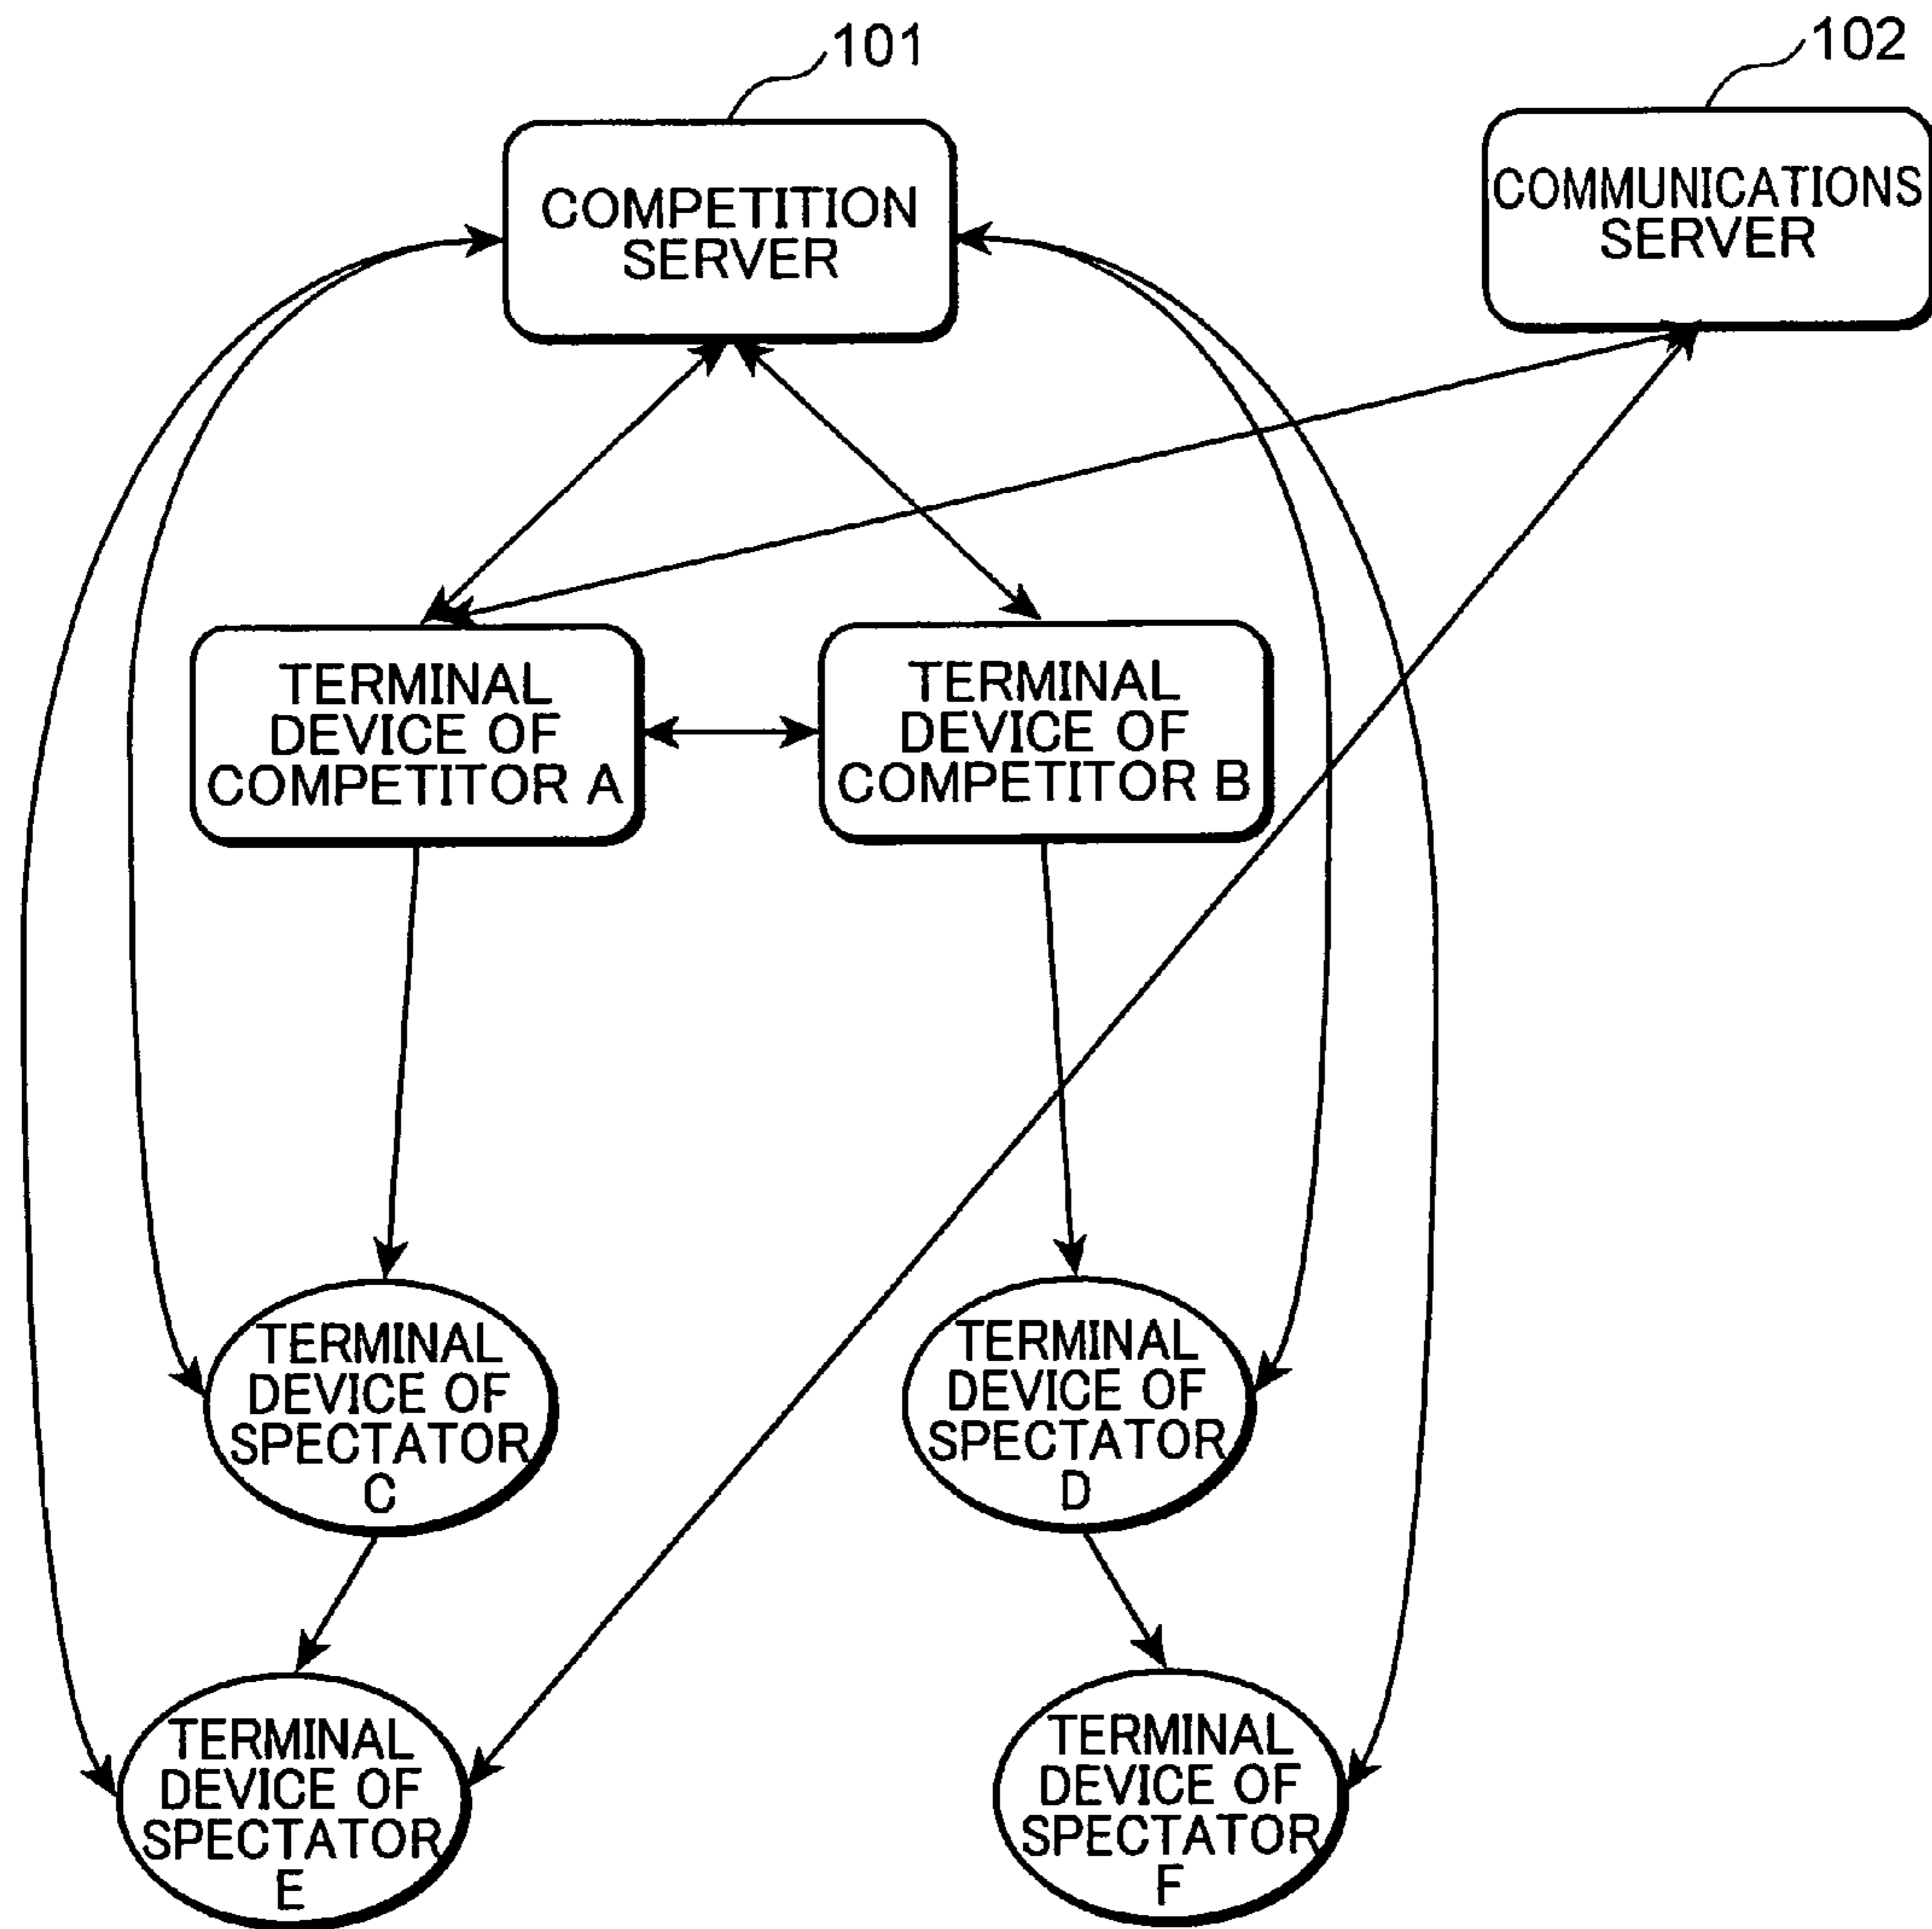 101
102
COMPETITION
SERVER
COMMUNICATIONS
SERVER
TERMINAL
DEVICE OF
COMPETITOR A
TERMINAL
DEVICE OF
COMPETITOR B
TERMINAL
DEVICE OF
SPECTATOR
C
TERMINAL
DEVICE OF
SPECTATOR
D
TERMINAL
DEVICE OF
SPECTATOR
E
TERMINAL
DEVICE OF
SPECTATOR
F